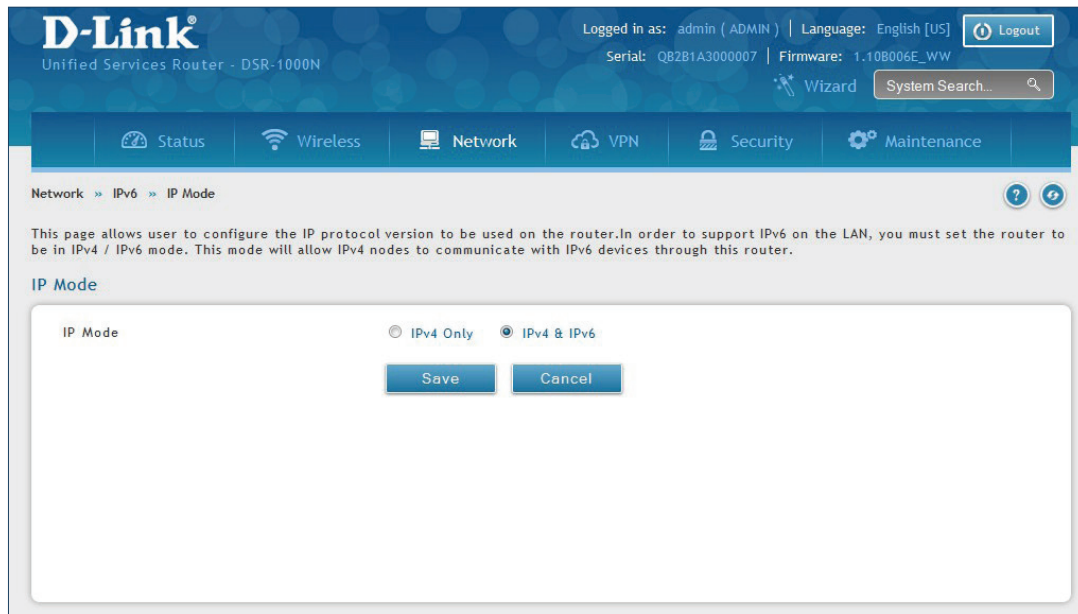 D-Link®
Unified Services Router - DSR-1000N
Logged in as: admin ( ADMIN ) | Language: English [US]
Logout
Serial: QB2B1A3000007 | Firmware: 1.10B006E_WW
Wizard
System Search...
Status Wireless Network VPN Security Maintenance
Network » IPv6 » IP Mode
?
This page allows user to configure the IP protocol version to be used on the router.In order to support IPv6 on the LAN, you must set the router to
be in IPv4 / IPv6 mode. This mode will allow IPv4 nodes to communicate with IPv6 devices through this router.
IP Mode
IP Mode IPv4 Only IPv4 & IPv6
Save Cancel